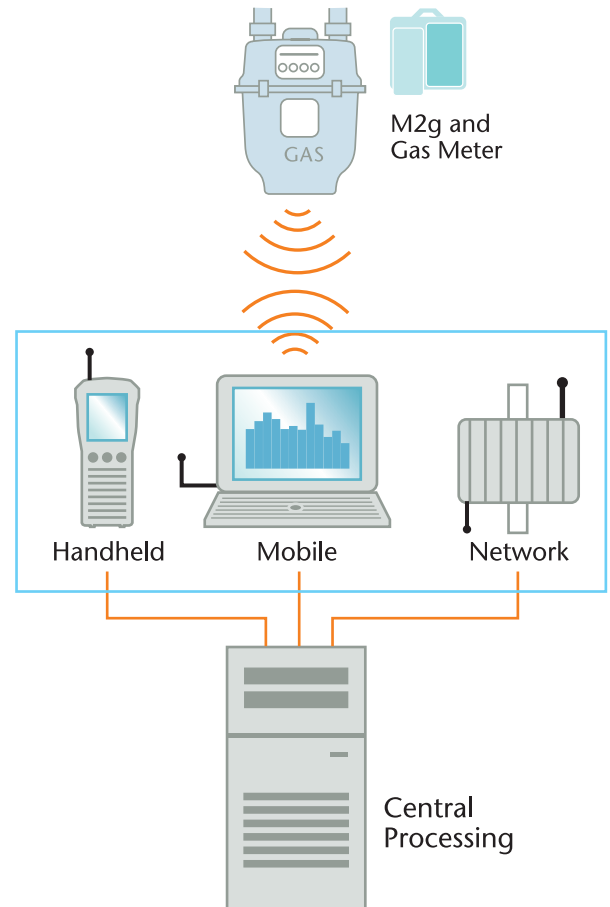 M2g and
Gas Meter
GAS
Handheld
Mobile
Network
Central
Processing